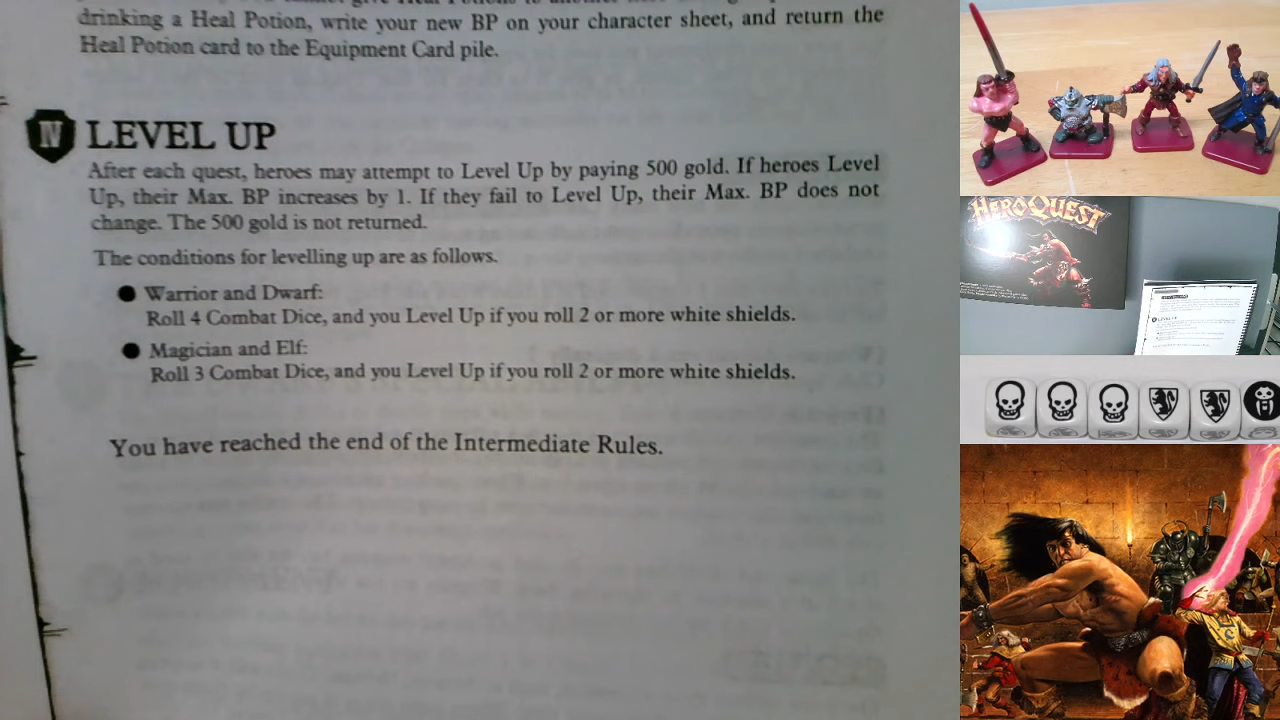 drinking a Heal Potion, write your new BP on your character sheet, and return the
Heal Potion card to the Equipment Card pile.
IV LEVEL UP
After each quest, heroes may attempt to Level Up by paying 500 gold. If heroes Level
Up, their Max. BP increases by 1. If they fail to Level Up, their Max. BP does not
change. The 500 gold is not returned.
The conditions for levelling up are as follows.
● Warrior and Dwarf:
Roll 4 Combat Dice, and you Level Up if you roll 2 or more white shields.
● Magician and Elf:
Roll 3 Combat Dice, and you Level Up if you roll 2 or more white shields.
You have reached the end of the Intermediate Rules.
HEROQUEST
LEVEL UP